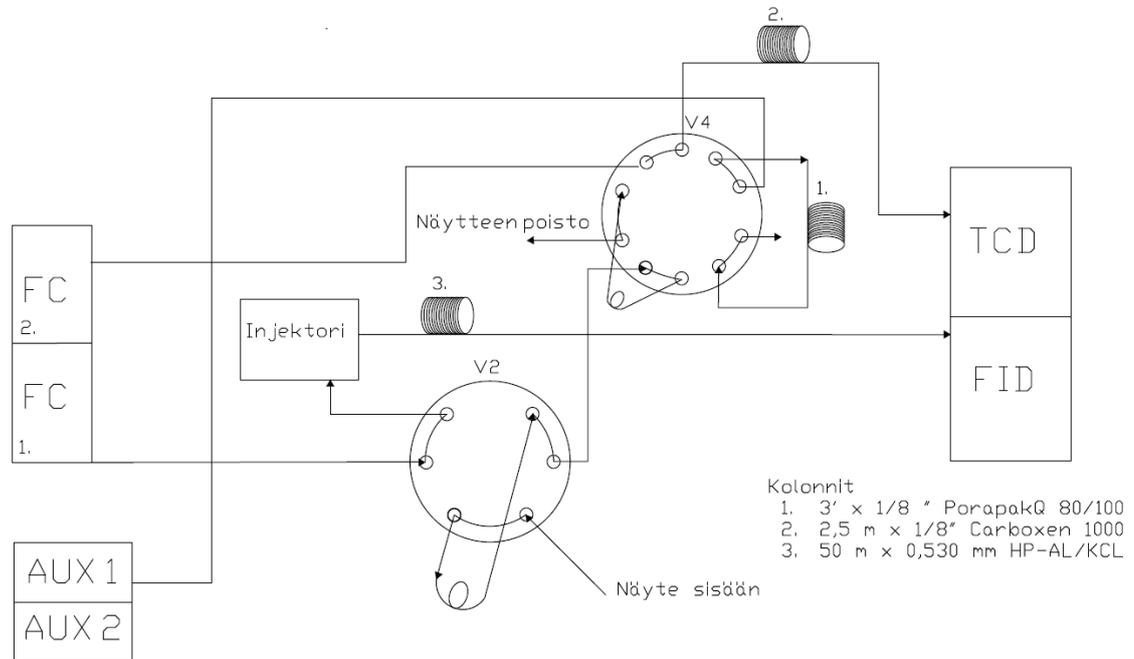 2.
V4
1.
Näytteen poisto
TCD
FC
2.
3.
Injektori
FID
FC
1.
V2
Kolonnit
1. 3' x 1/8 " PorapakQ 80/100
2. 2,5 m x 1/8" Carboxen 1000
3. 50 m x 0,530 mm HP-AL/KCL
AUX 1
Näyte sisään
AUX 2